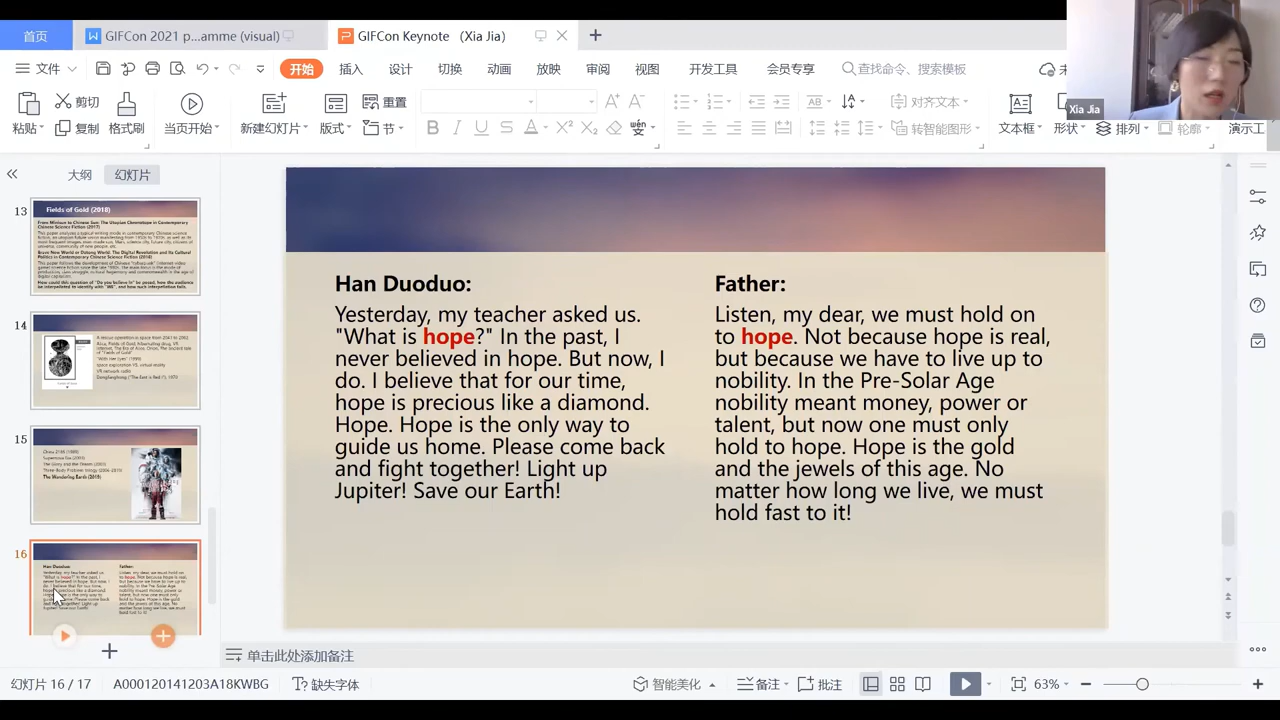 首页
GIFCon 2021 p...amme (visual)
GIFCon Keynote （Xia Jia）
文件
开始
插入
设计
切换
动画
放映
审阅
视图
开发工具
会员专享
查找命令、搜索模板
未
粘贴
剪切
复制
格式刷
当页开始
新建幻灯片
版式
重置
节
对齐文本
转智能图形
文本框
形状
排列
轮廓
演示工
Xia Jia
大纲
幻灯片
13
Fields of Gold (2018)
14
15
The Wandering Earth (2019)
16
Han Duoduo:
Yesterday, my teacher asked us.
"What is hope?" In the past, I
never believed in hope. But now, I
do. I believe that for our time,
hope is precious like a diamond.
Hope. Hope is the only way to
guide us home. Please come back
and fight together! Light up
Jupiter! Save our Earth!
Father:
Listen, my dear, we must hold on
to hope. Not because hope is real,
but because we have to live up to
nobility. In the Pre-Solar Age
nobility meant money, power or
talent, but now one must only
hold to hope. Hope is the gold
and the jewels of this age. No
matter how long we live, we must
hold fast to it!
单击此处添加备注
幻灯片 16 / 17
A000120141203A18KWBG
缺失字体
智能美化
备注
批注
63%